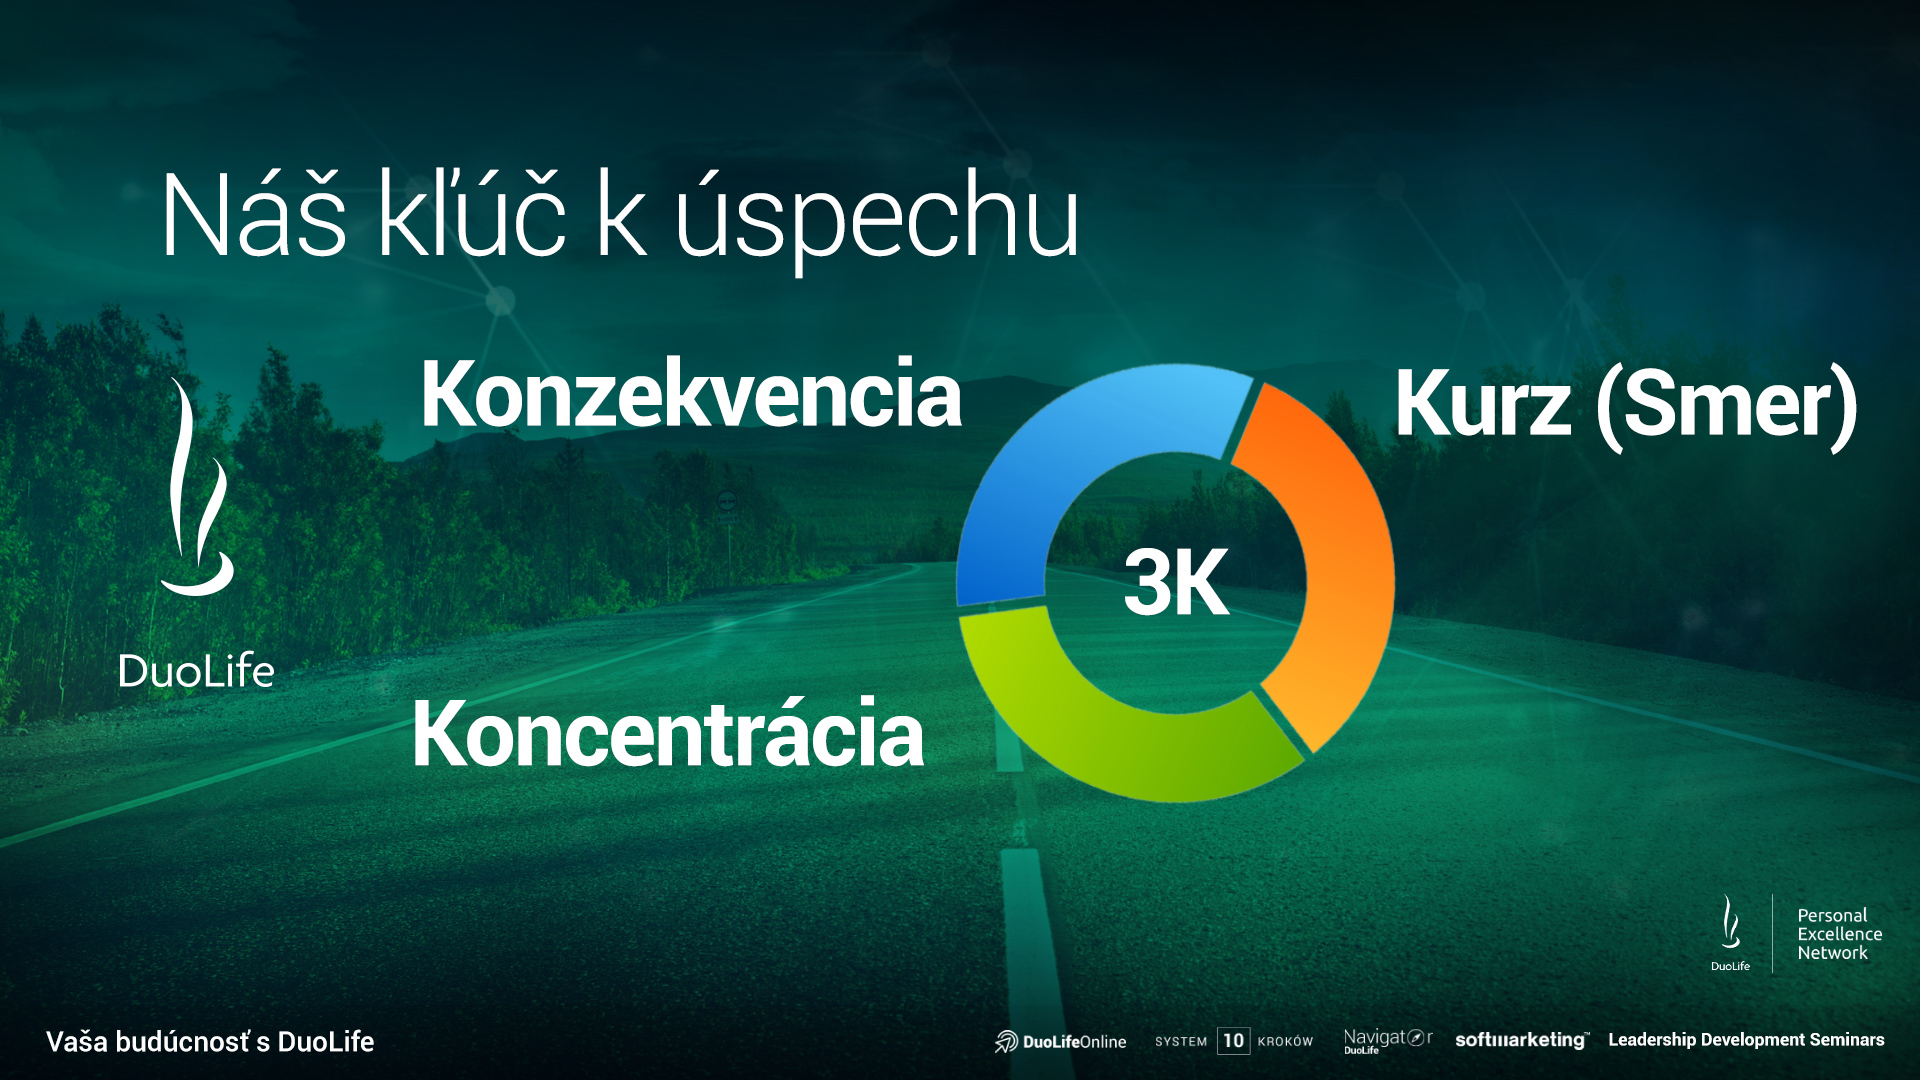 Náš kľúč k úspechu
Konzekvencia
Kurz (Smer)
3K
DuoLife
Koncentrácia
DuoLife
Personal
Excellence
Network
Vaša budúcnosť s DuoLife
DuoLifeOnline
SYSTEM 10 KROKÓW
Navigator
DuoLife
softmarketing™
Leadership Development Seminars